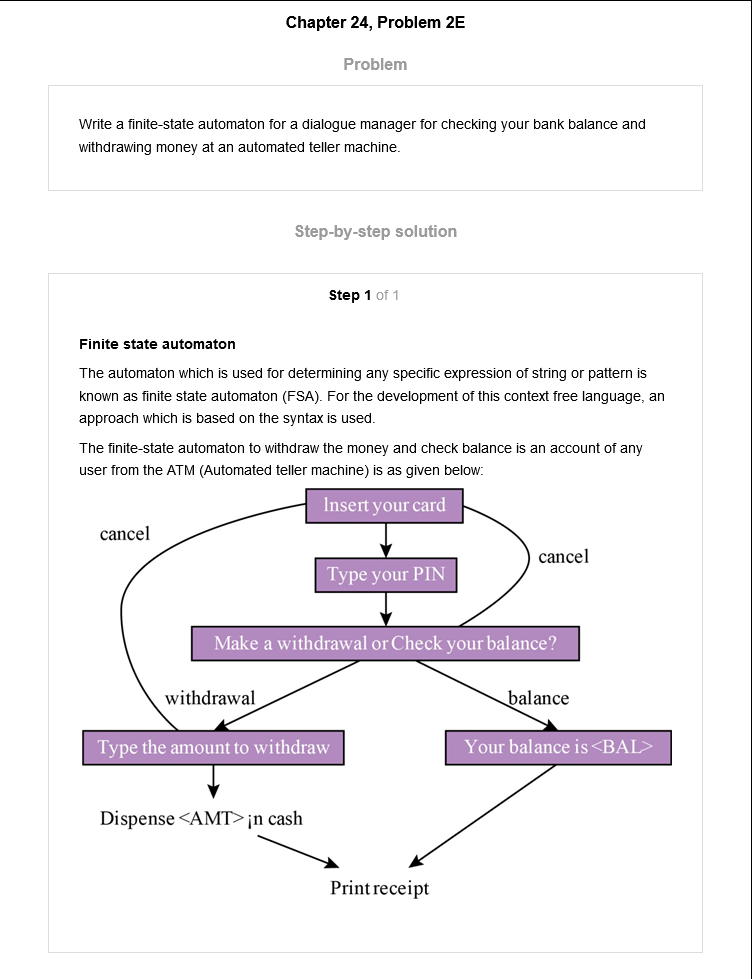 Chapter 24, Problem 2E
Problem
Write a finite-state automaton for a dialogue manager for checking your bank balance and
withdrawing money at an automated teller machine.
Step-by-step solution
Step 1 of 1
Finite state automaton
The automaton which is used for determining any specific expression of string or pattern is
known as finite state automaton (FSA). For the development of this context free language, an
approach which is based on the syntax is used.
The finite-state automaton to withdraw the money and check balance is an account of any
user from the ATM (Automated teller machine) is as given below:
Insert your card
cancel
cancel
Type your PIN
Make a withdrawal or Check your balance?
withdrawal
balance
Type the amount to withdraw
Your balance is <BAL>
Dispense <AMT> in cash
Print receipt